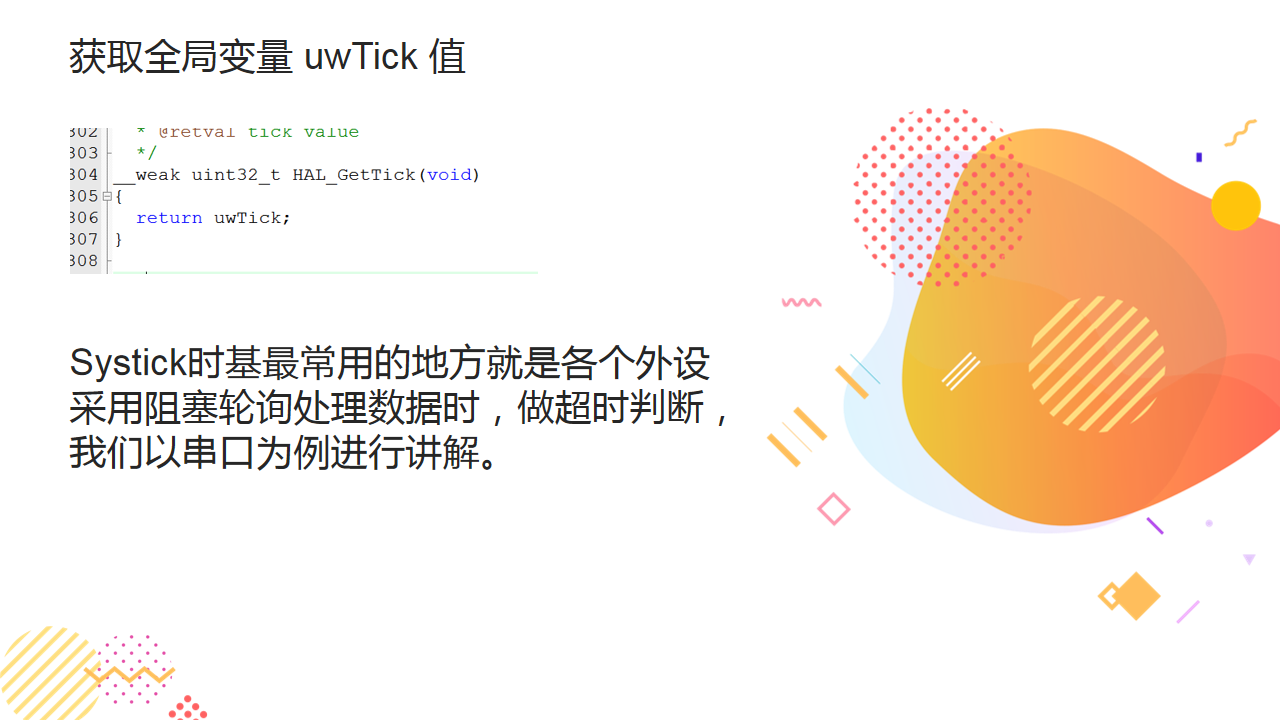 获取全局变量 uwTick 值
302 * @retval tick value
303 */
304 __weak uint32_t HAL_GetTick(void)
305 {
306 return uwTick;
307 }
308
Systick时基最常用的地方就是各个外设
采用阻塞轮询处理数据时，做超时判断，
我们以串口为例进行讲解。